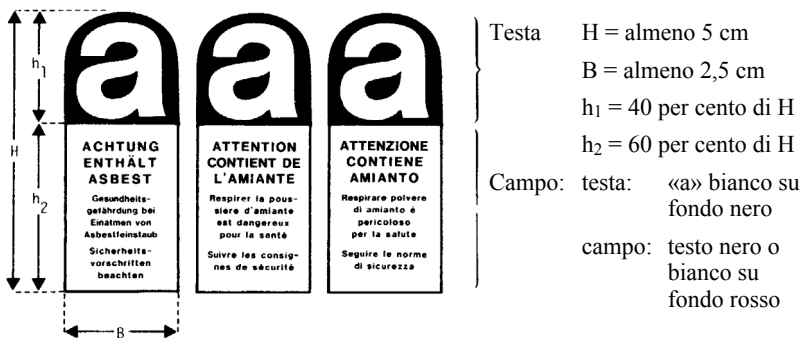 H
h1
h2
B
a
ACHTUNG
ENTHÄLT
ASBEST
Gesundheits-
gefährdung bei
Einatmen von
Asbestfeinstaub
Sicherheits-
vorschriften
beachten
a
ATTENTION
CONTIENT DE
L'AMIANTE
Respirer la pous-
sière d'amiante
est dangereux
pour la santé
Suivre les consig-
nes de sécurité
a
ATTENZIONE
CONTIENE
AMIANTO
Respirare polvere
di amianto è
pericoloso
per la salute
Seguire le norme
di sicurezza
Testa H = almeno 5 cm
B = almeno 2,5 cm
h1 = 40 per cento di H
h2 = 60 per cento di H
Campo: testa: «a» bianco su
fondo nero
campo: testo nero o
bianco su
fondo rosso